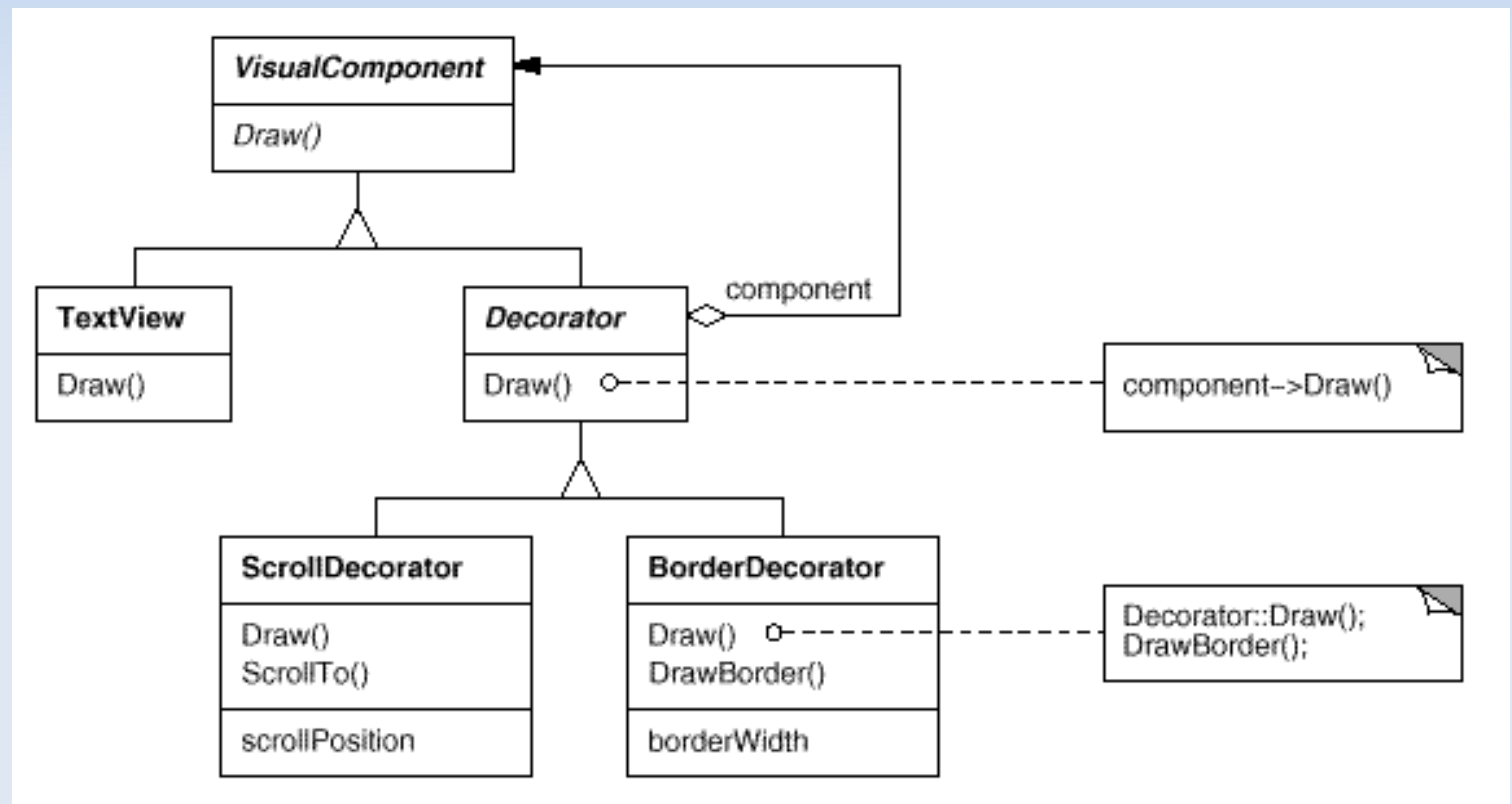 VisualComponent
Draw()
component
TextView
Draw()
Decorator
Draw()
component–>Draw()
ScrollDecorator
Draw()
ScrollTo()
scrollPosition
BorderDecorator
Draw()
DrawBorder()
borderWidth
Decorator::Draw();
DrawBorder();